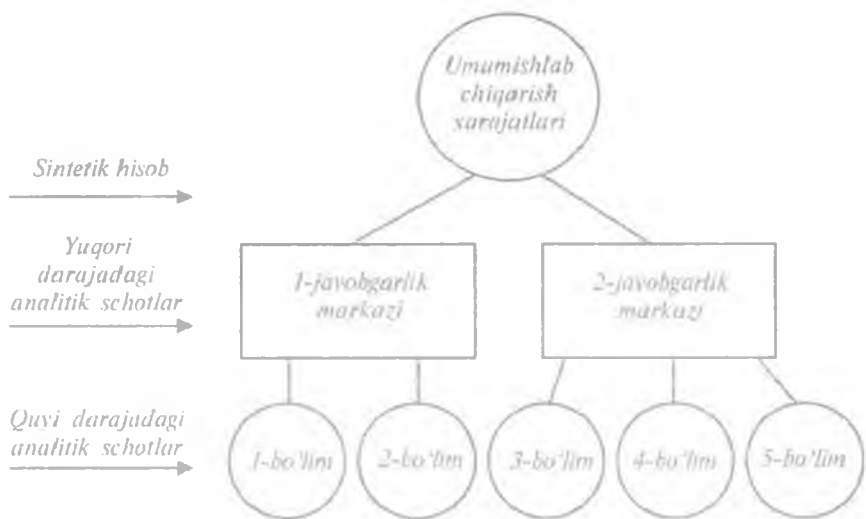 Umumishlab
chiqarish
sarajatlari
Sintetik hisob
Yuqori
darajadagi
analitik schotlar
1-javobgarlik
markazi
2-javobgarlik
markazi
Quyi darajadagi
analitik schotlar
1-bo'lim
2-bo'lim
3-bo'lim
4-bo'lim
5-bo'lim